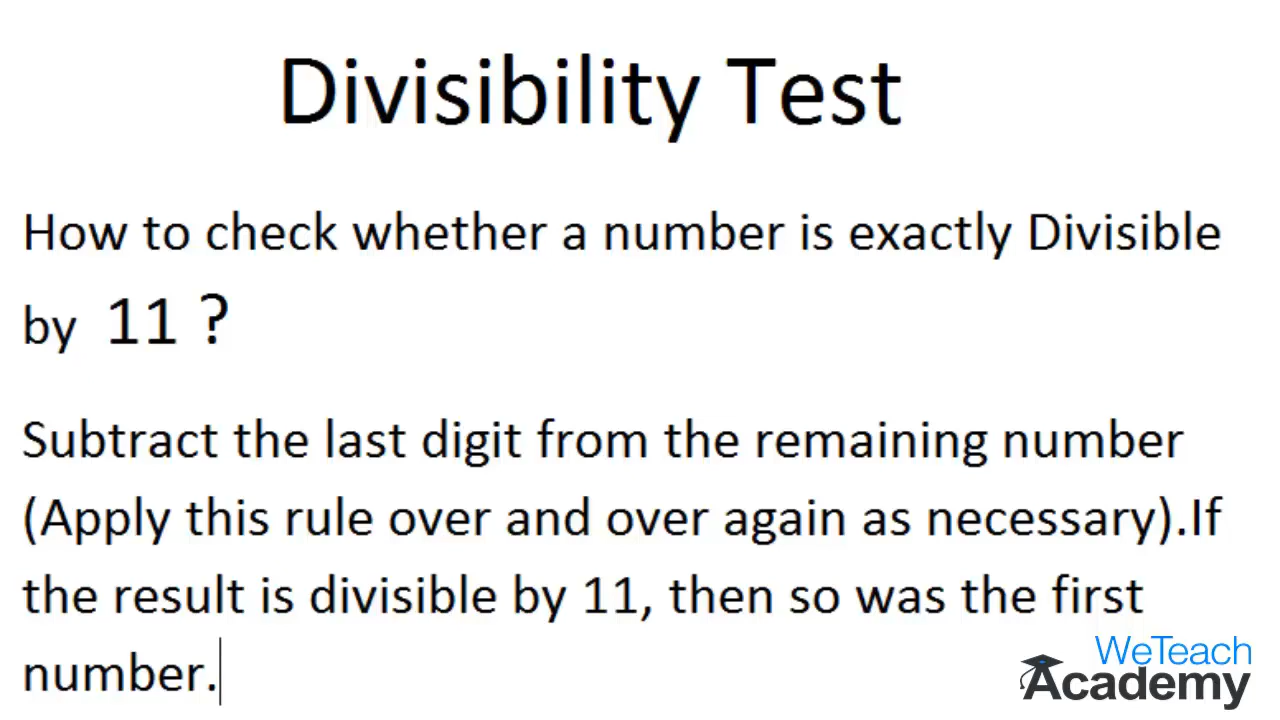 Divisibility Test
How to check whether a number is exactly Divisible
by 11 ?
Subtract the last digit from the remaining number
(Apply this rule over and over again as necessary).If
the result is divisible by 11, then so was the first
number.
WeTeach
Academy